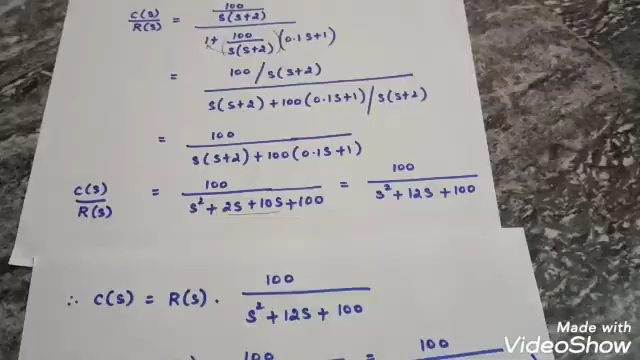 C(s)/R(s) = (100/s(s+2)) / (1+ (100/s(s+2)) (0.1s+1))
= (100/s(s+2)) / (s(s+2)+100(0.1s+1)/s(s+2))
= 100 / (s(s+2)+100(0.1s+1))
C(s)/R(s) = 100 / (s²+2s+10s+100) = 100 / (s²+12s+100)
∴ C(s) = R(s) . 100 / (s²+12s+100)
100 = 100
Made with
VideoShow